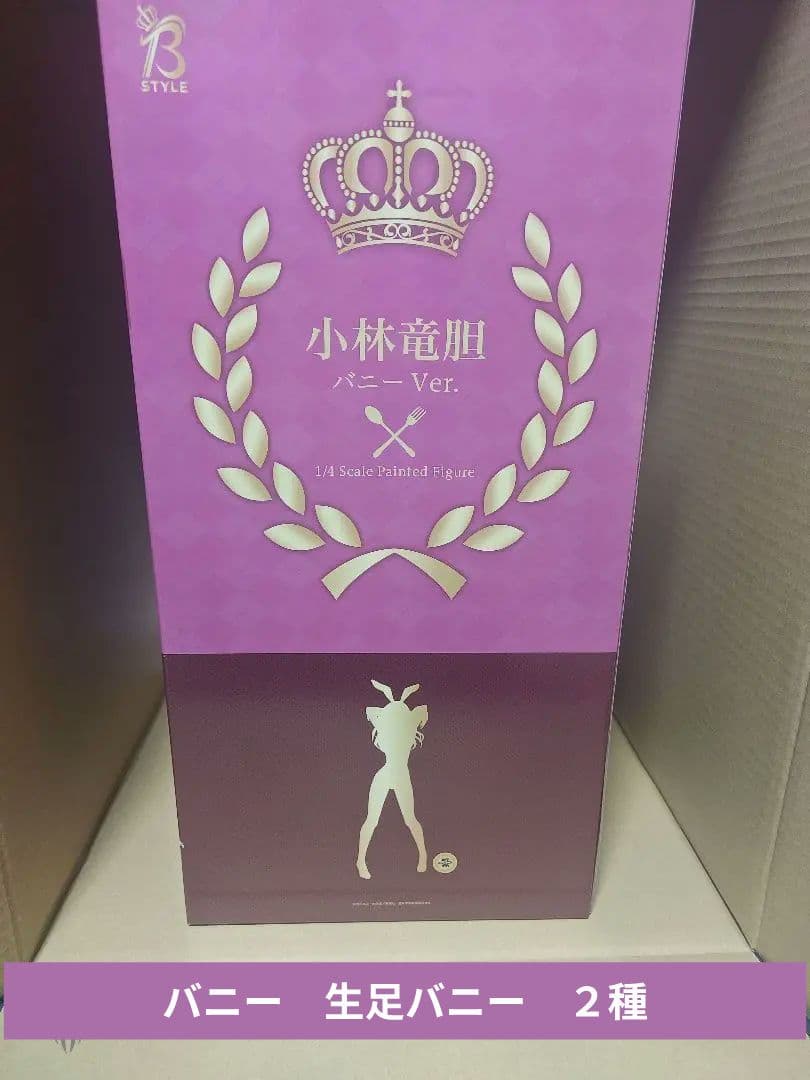 B
STYLE
小林竜胆
バニー Ver.
1/4 Scale Painted Figure
バニー　生足バニー　２種